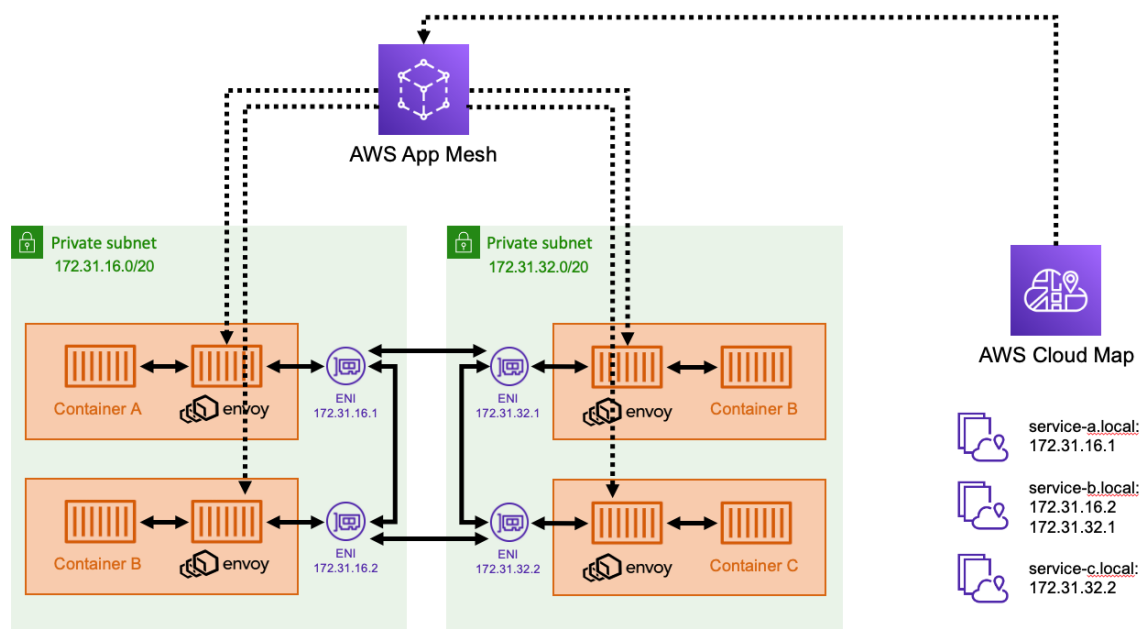 AWS App Mesh
Private subnet
172.31.16.0/20
Private subnet
172.31.32.0/20
AWS Cloud Map
Container A
envoy
ENI
172.31.16.1
ENI
172.31.32.1
envoy
Container B
Container B
envoy
ENI
172.31.16.2
ENI
172.31.32.2
envoy
Container C
service-a.local:
172.31.16.1
service-b.local:
172.31.16.2
172.31.32.1
service-c.local:
172.31.32.2